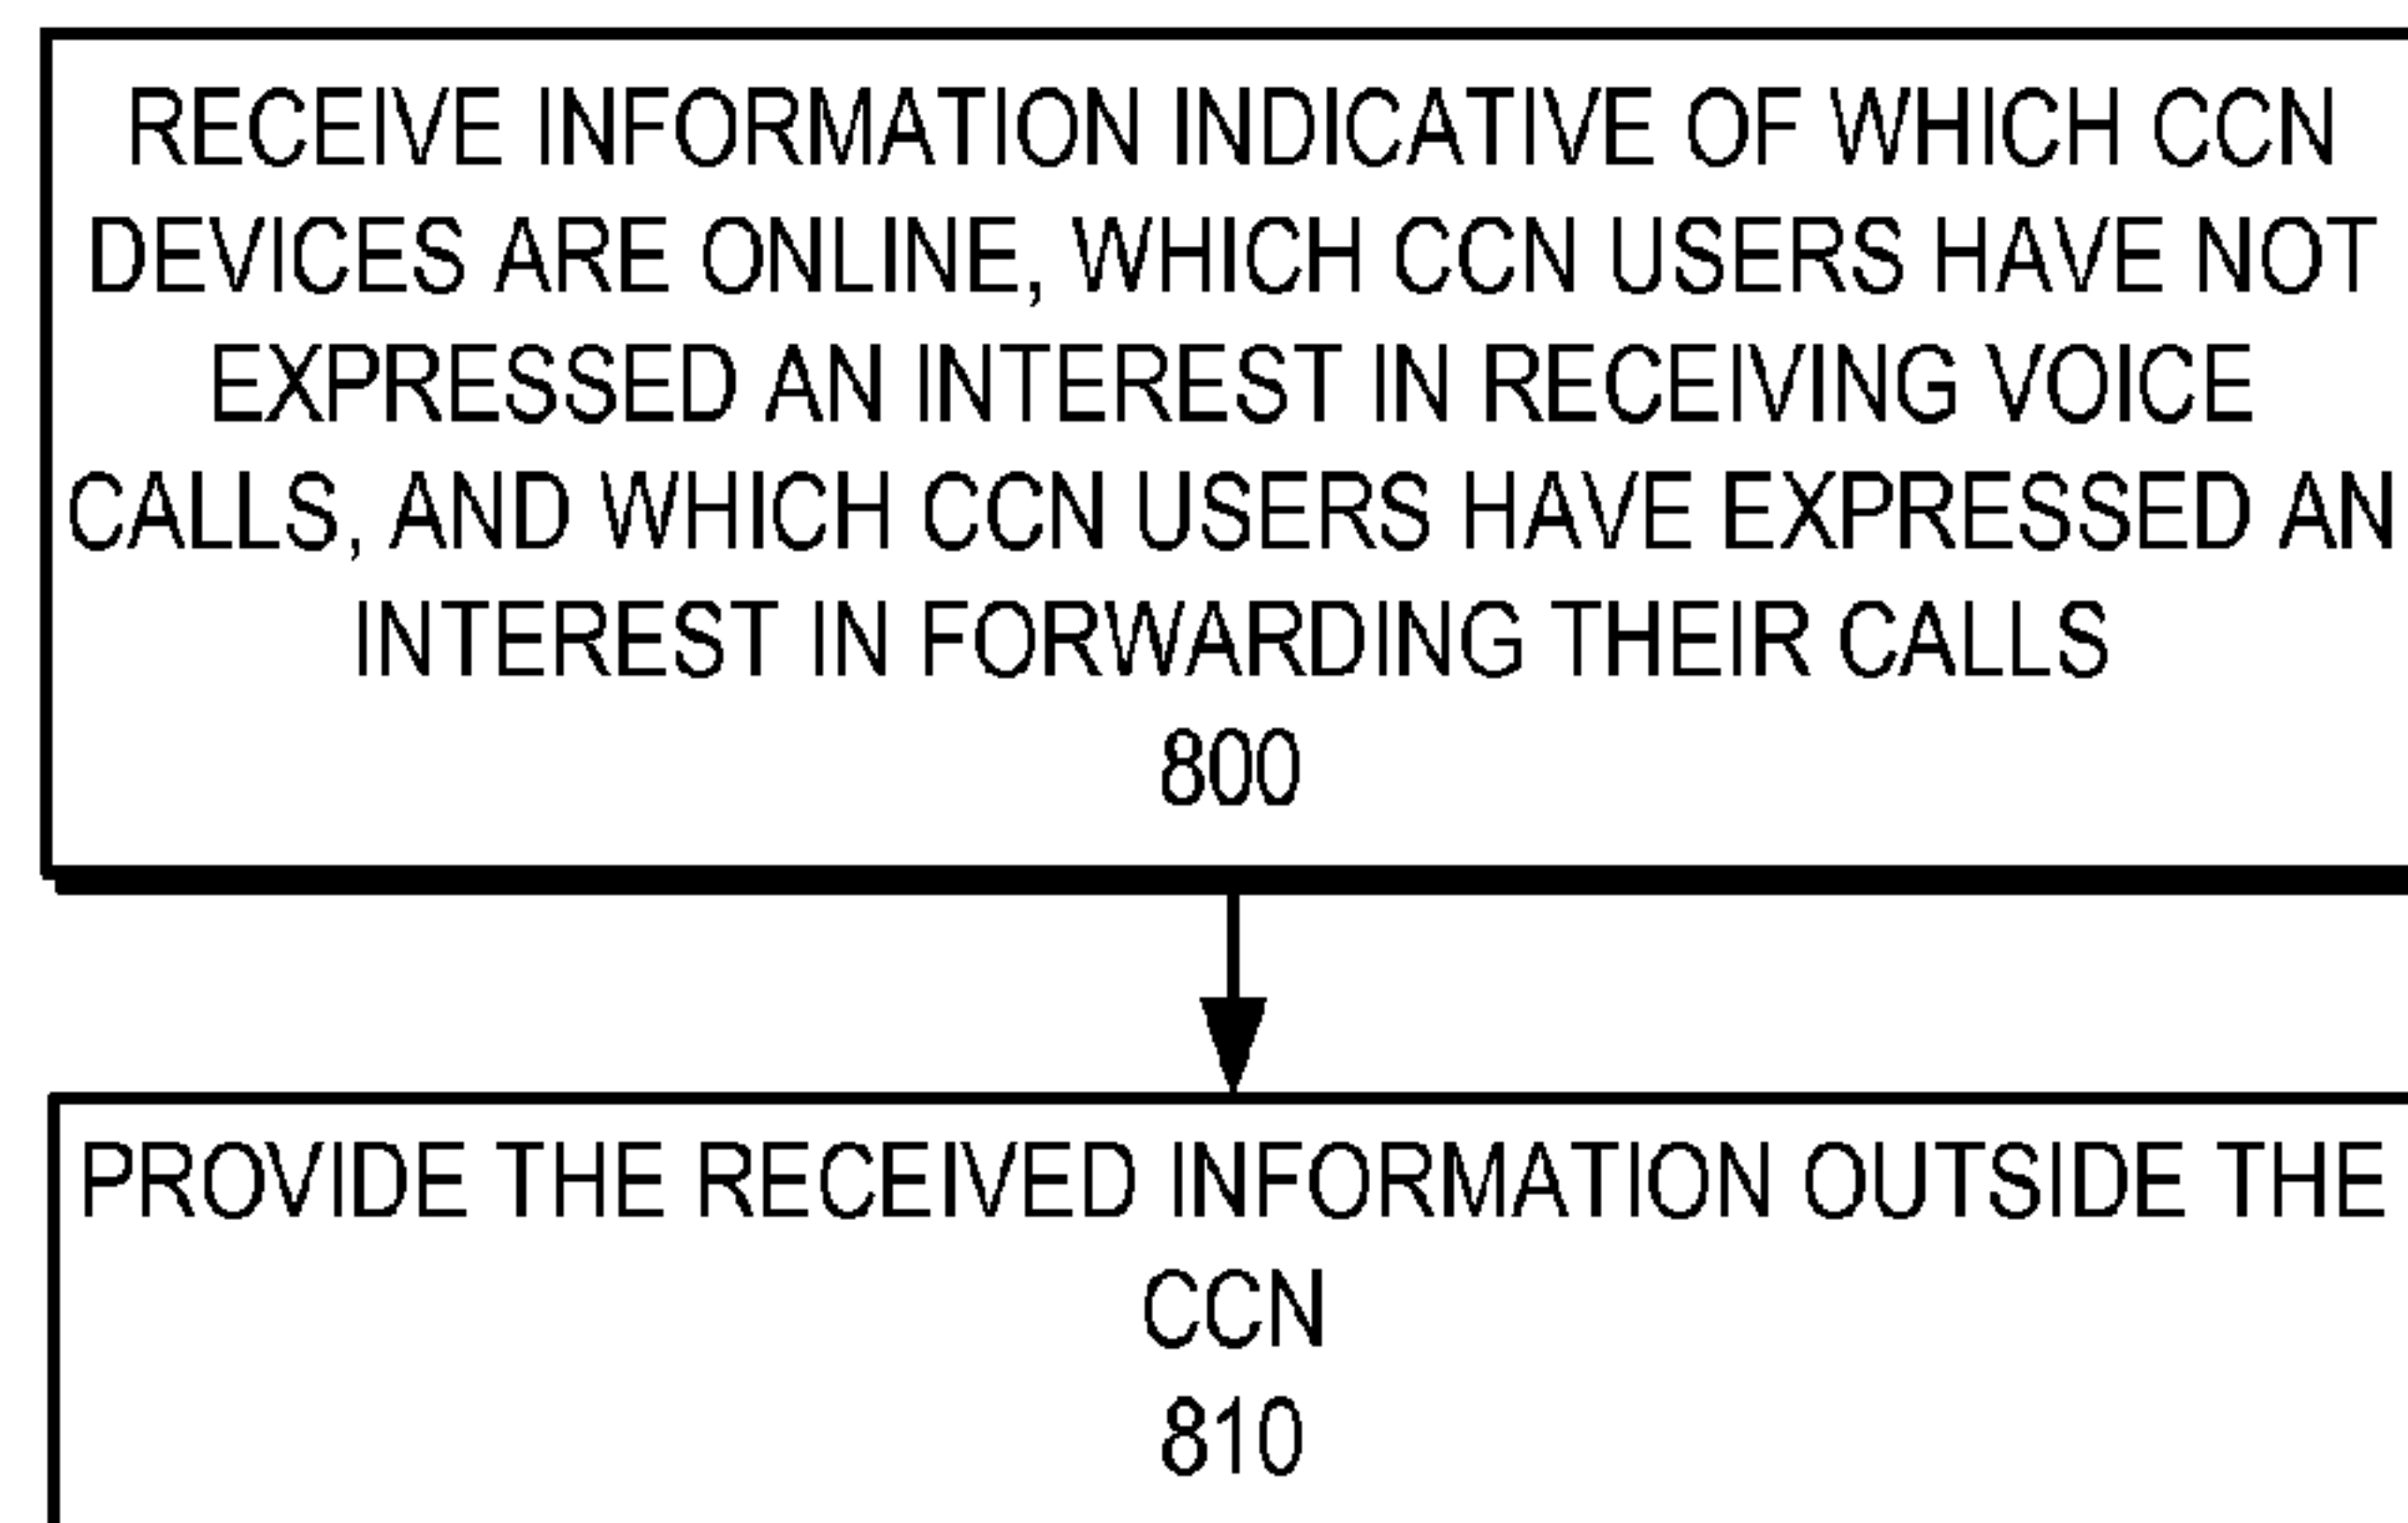 RECEIVE INFORMATION INDICATIVE OF WHICH CCN
DEVICES ARE ONLINE, WHICH CCN USERS HAVE NOT
EXPRESSED AN INTEREST IN RECEIVING VOICE
CALLS, AND WHICH CCN USERS HAVE EXPRESSED AN
INTEREST IN FORWARDING THEIR CALLS
800
PROVIDE THE RECEIVED INFORMATION OUTSIDE THE
CCN
810